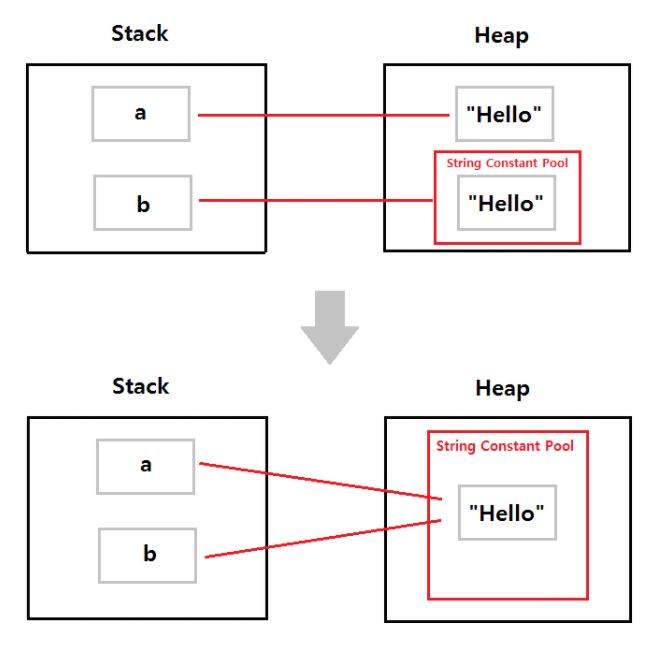 Stack
Heap
a
"Hello"
String Constant Pool
b
"Hello"
Stack
Heap
String Constant Pool
a
"Hello"
b